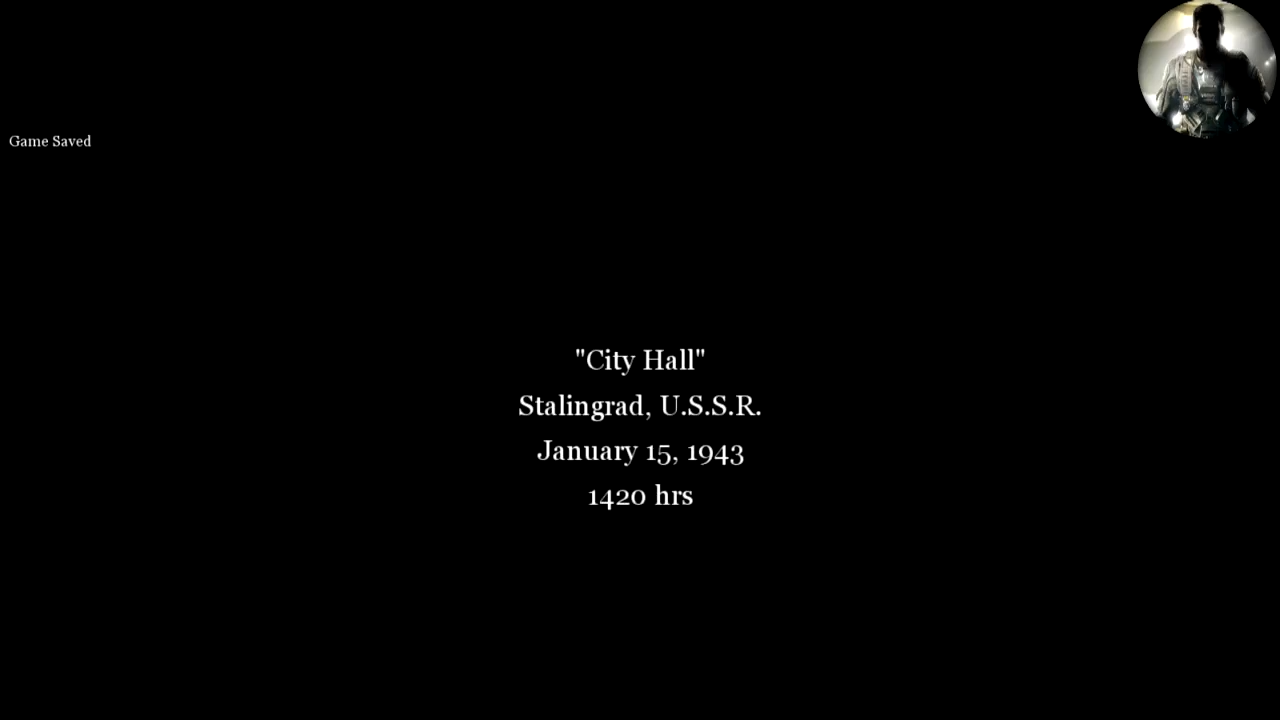 Game Saved
"City Hall"
Stalingrad, U.S.S.R.
January 15, 1943
1420 hrs